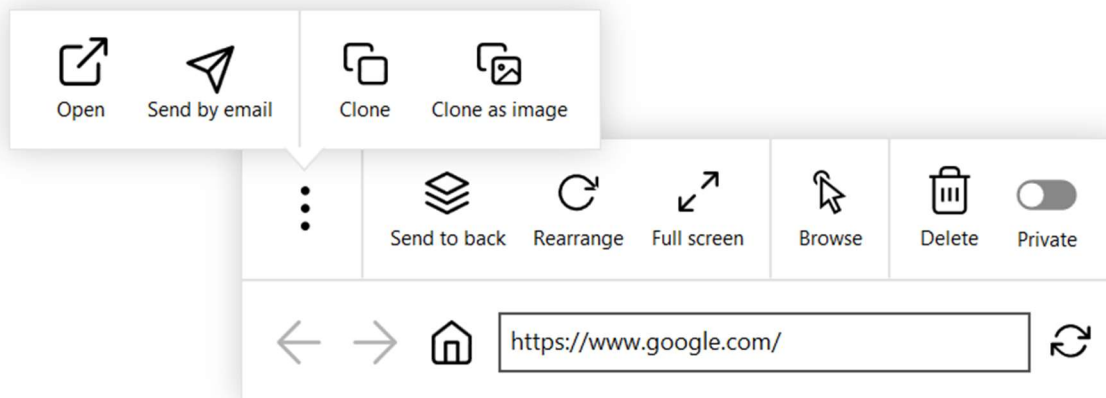 Open
Send by email
Clone
Clone as image
Send to back
Rearrange
Full screen
Browse
Delete
Private
https://www.google.com/